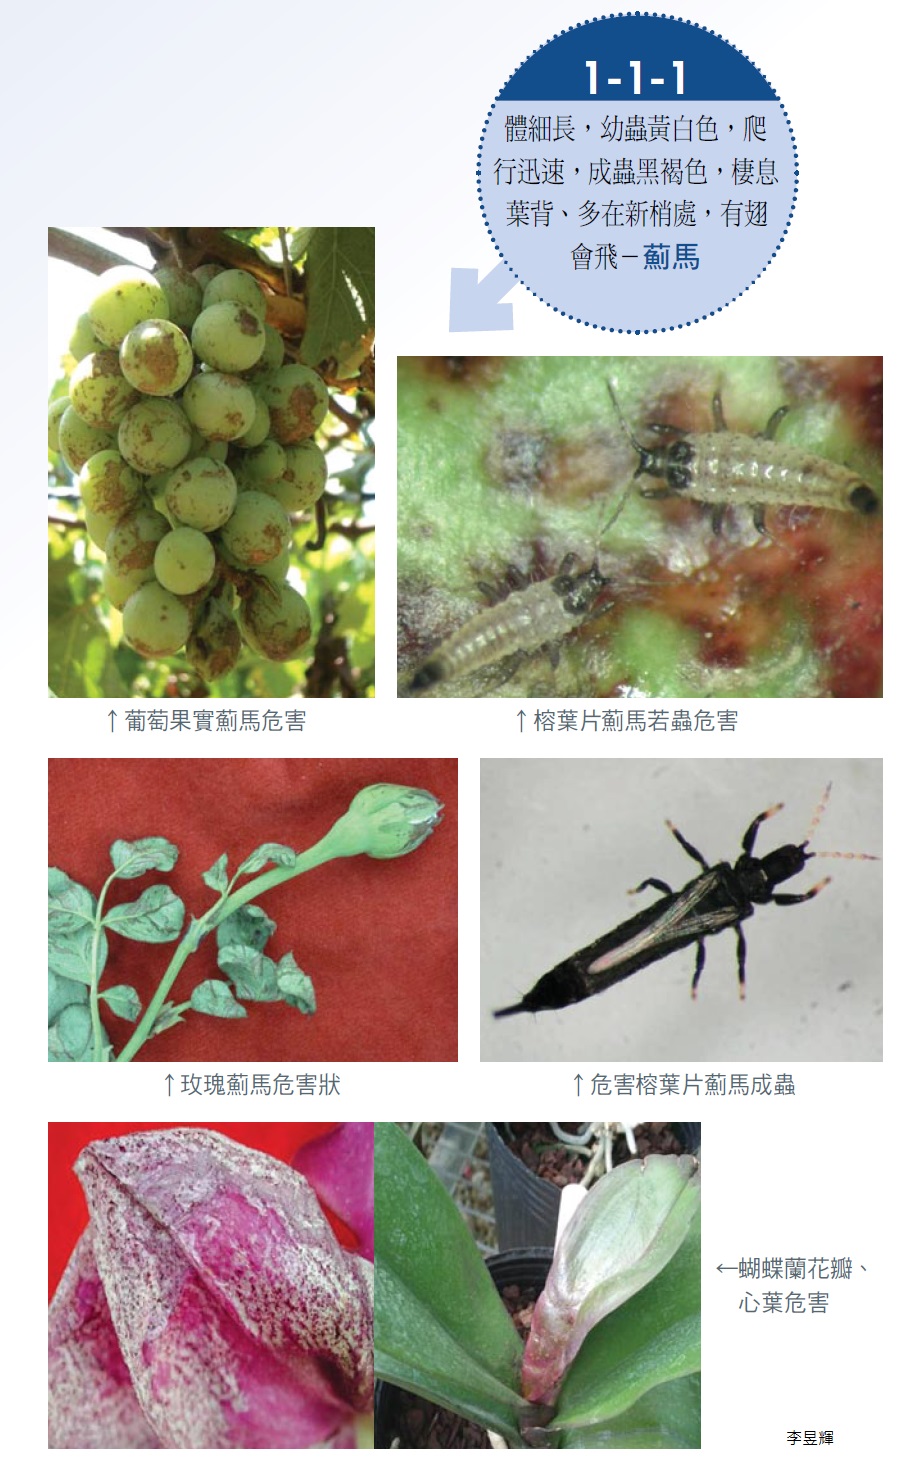 1-1-1
體細長，幼蟲黃白色，爬
行迅速，成蟲黑褐色，棲息
葉背、多在新梢處，有翅
會飛－薊馬
↑葡萄果實薊馬危害
↑榕葉片薊馬若蟲危害
↑玫瑰薊馬危害狀
↑危害榕葉片薊馬成蟲
←蝴蝶蘭花瓣、
心葉危害
李昱輝